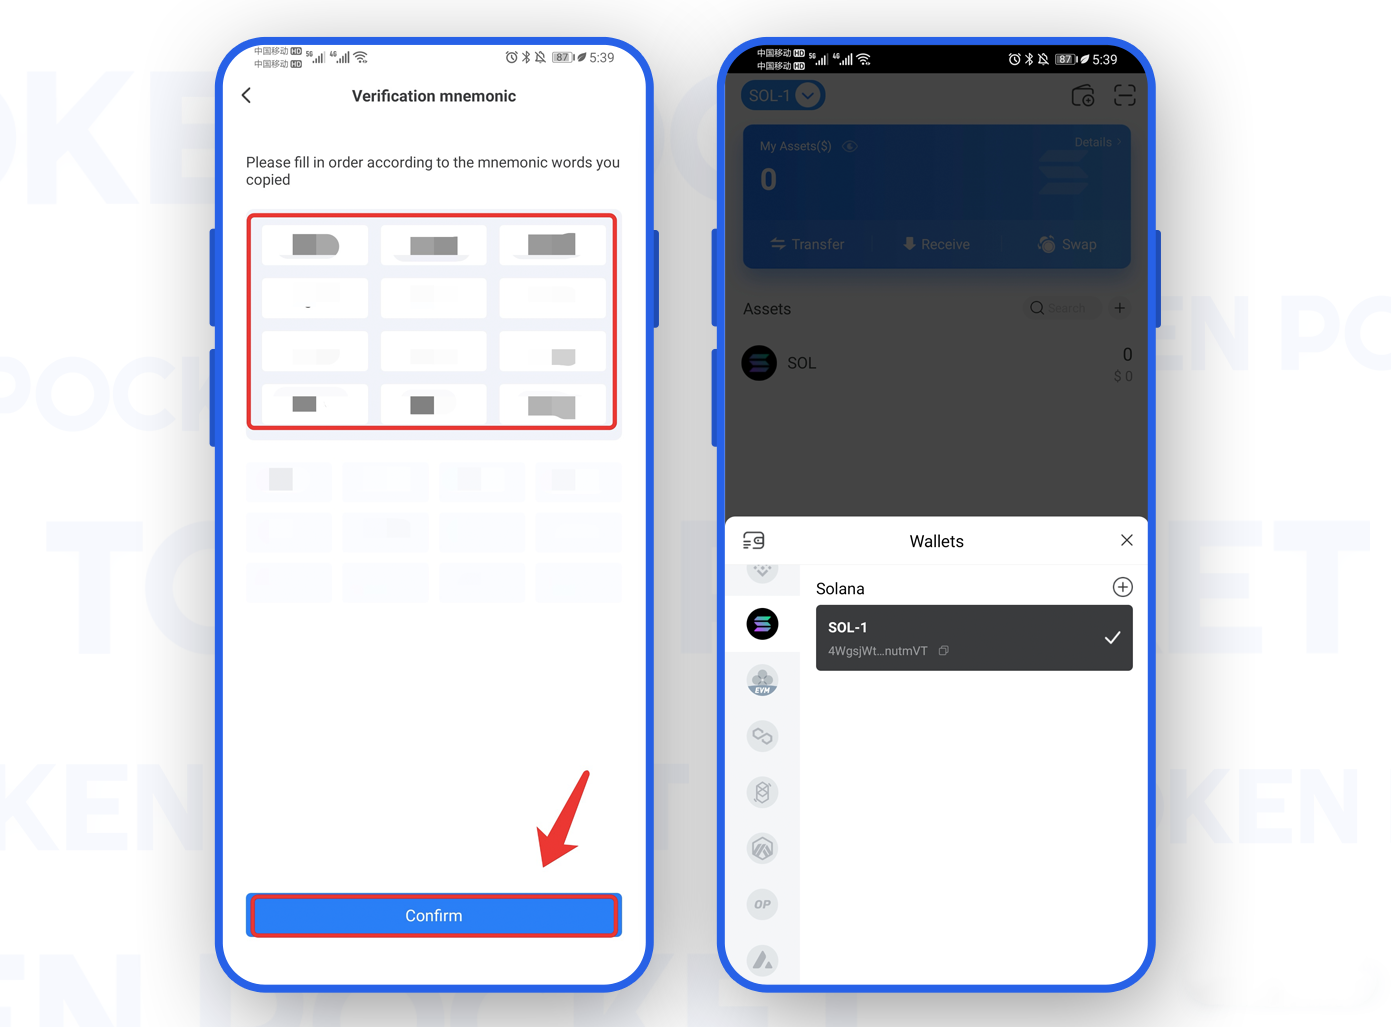 中国移动 HD 5G 4G
中国移动 HD
87 5:39
Verification mnemonic
Please fill in order according to the mnemonic words you
copied
Confirm
中国移动 HD 5G 4G
中国移动 HD
87 5:39
SOL-1
My Assets($)
Details
0
Transfer
Receive
Swap
Assets
Search
SOL
0
$ 0
Wallets
Solana
SOL-1
4WgsjWt...nutmVT
EVM
OP
TOKEN POCKET